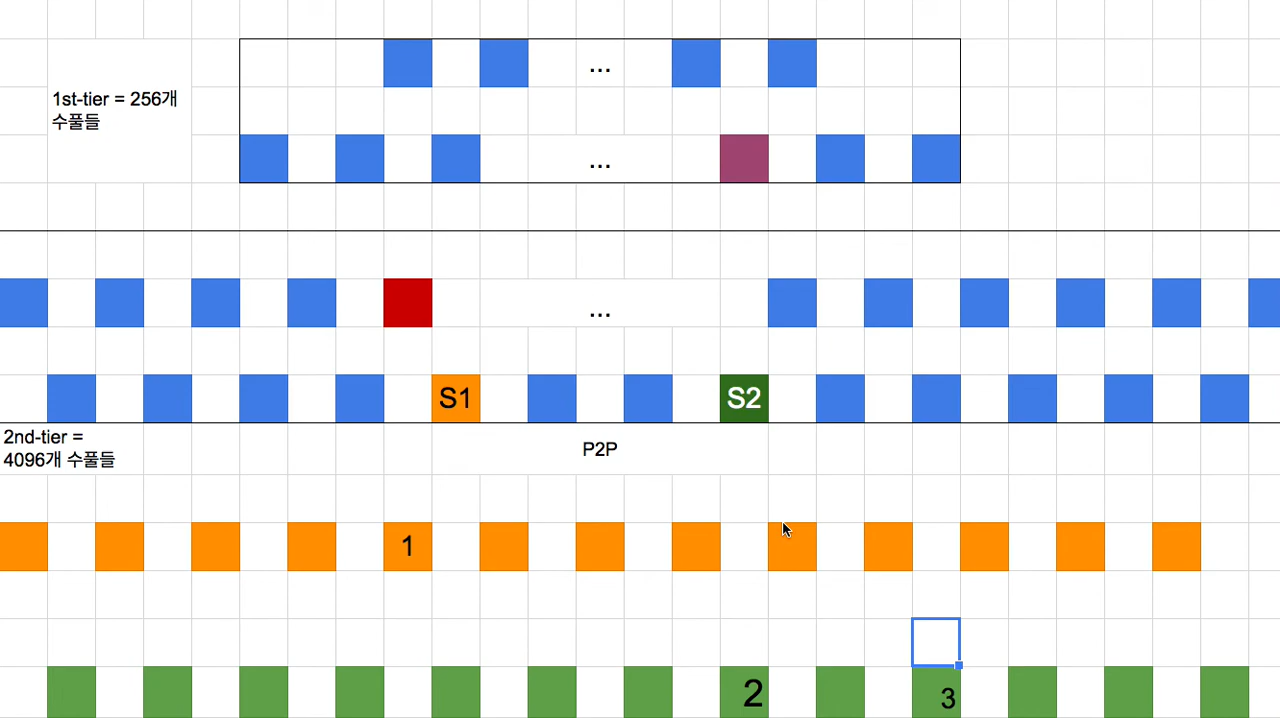 ...
1st-tier = 256개
수풀들
...
...
S1
S2
2nd-tier =
4096개 수풀들
P2P
1
2
3